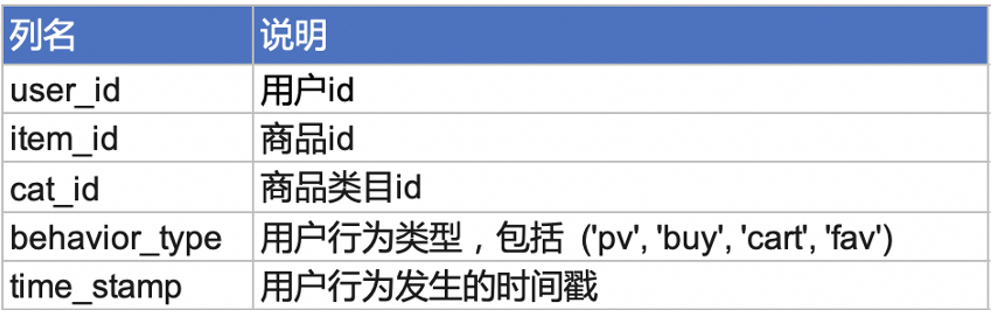 列名 说明
user_id 用户id
item_id 商品id
cat_id 商品类目id
behavior_type 用户行为类型，包括 ('pv', 'buy', 'cart', 'fav')
time_stamp 用户行为发生的时间戳